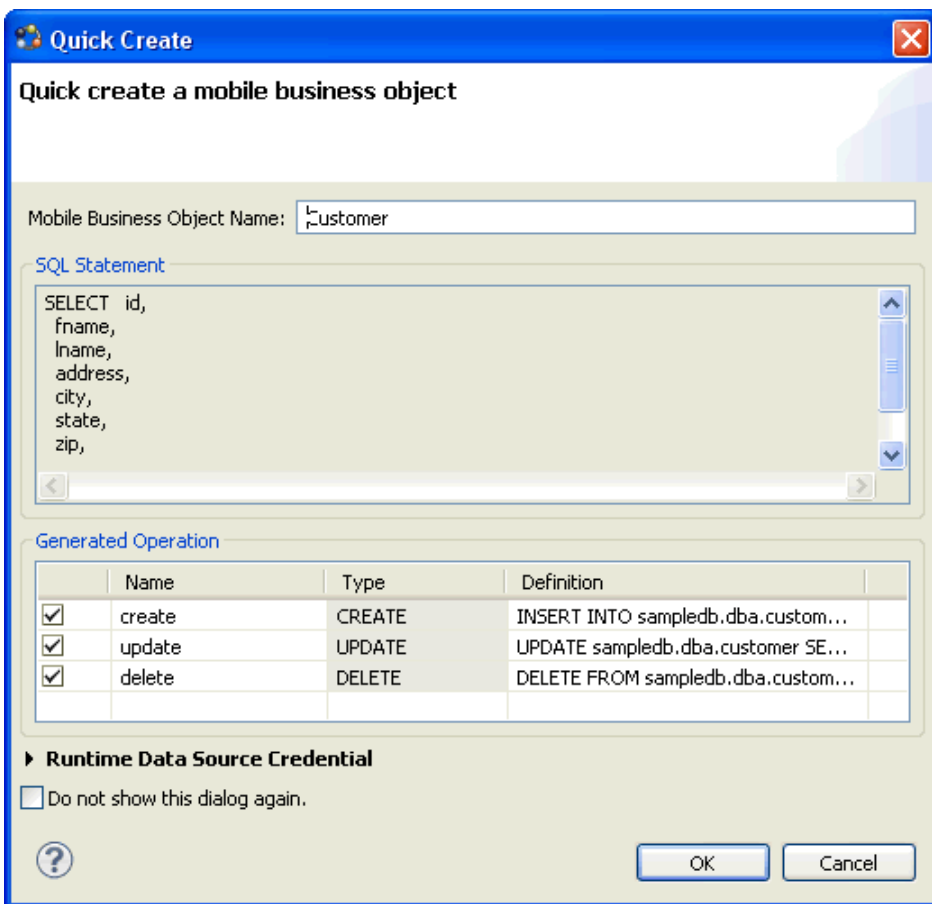 Quick Create
Quick create a mobile business object
Mobile Business Object Name: Customer
SQL Statement
SELECT id,
fname,
lname,
address,
city,
state,
zip,
Generated Operation
Name Type Definition
create CREATE INSERT INTO sampledb.dba.custom...
update UPDATE UPDATE sampledb.dba.customer SE...
delete DELETE DELETE FROM sampledb.dba.custom...
Runtime Data Source Credential
Do not show this dialog again.
? OK Cancel